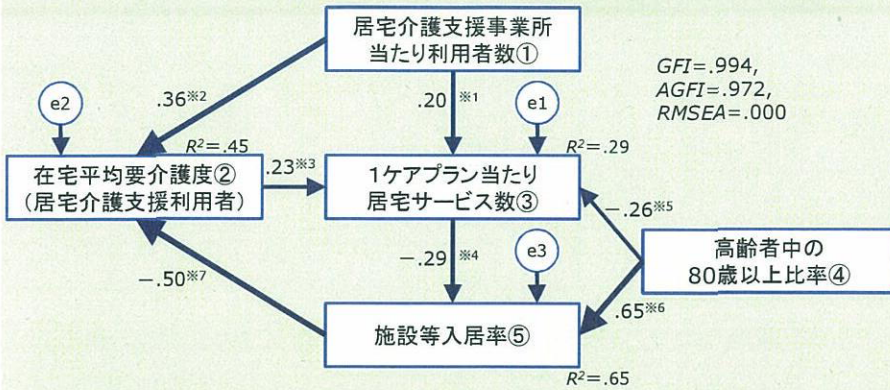 居宅介護支援事業所
当たり利用者数①
GFI=.994,
AGFI=.972,
RMSEA=.000
e2
.36※2
.20 ※1
e1
R²=.45
R²=.29
在宅平均要介護度②
(居宅介護支援利用者)
.23※3
1ケアプラン当たり
居宅サービス数③
−.26※5
−.29 ※4
e3
高齢者中の
80歳以上比率④
−.50※7
.65※6
施設等入居率⑤
R²=.65